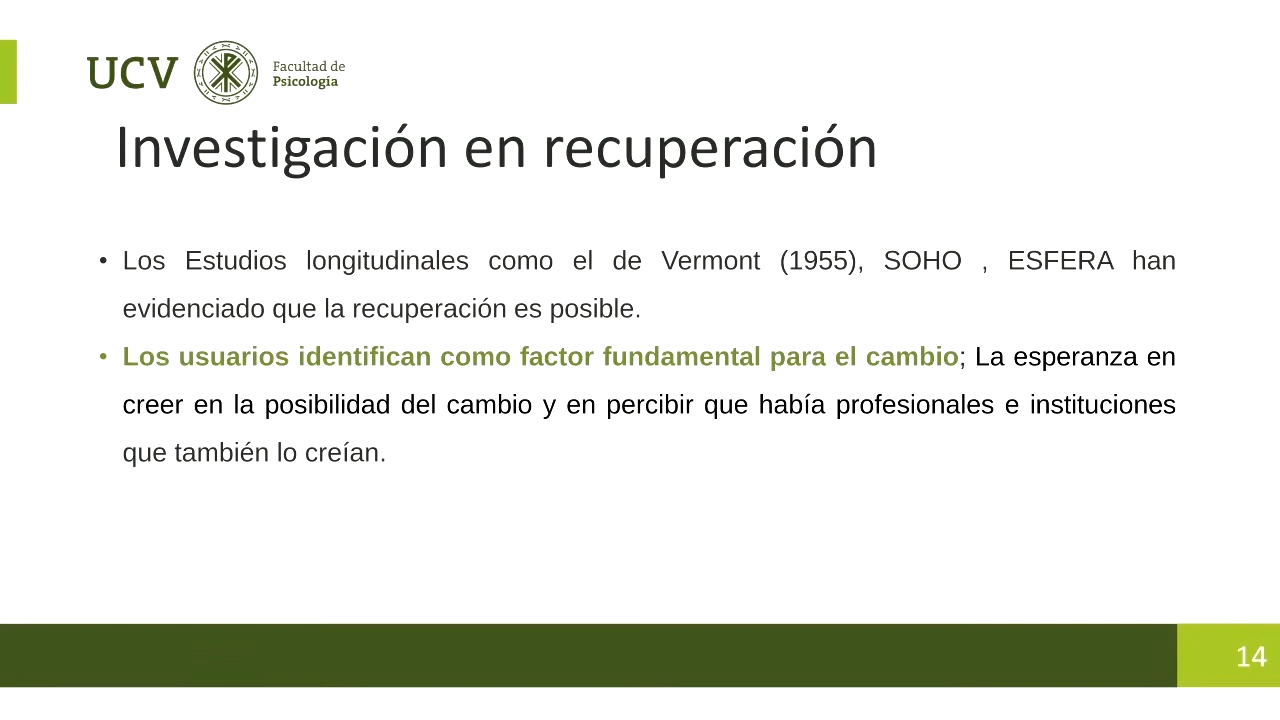 UCV
Facultad de
Psicología
Investigación en recuperación
• Los Estudios longitudinales como el de Vermont (1955), SOHO , ESFERA han
evidenciado que la recuperación es posible.
• Los usuarios identifican como factor fundamental para el cambio; La esperanza en
creer en la posibilidad del cambio y en percibir que había profesionales e instituciones
que también lo creían.
14